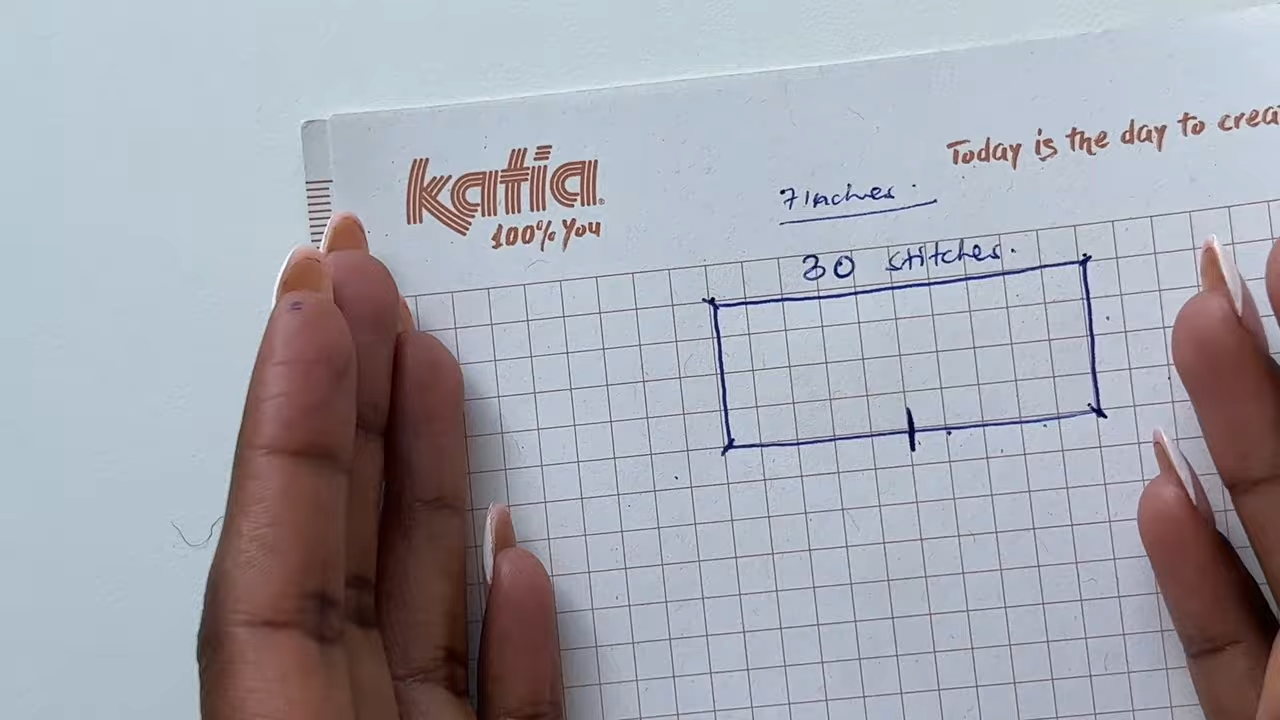 katia
100% You
Today is the day to crea
7 inches.
30 stitches.